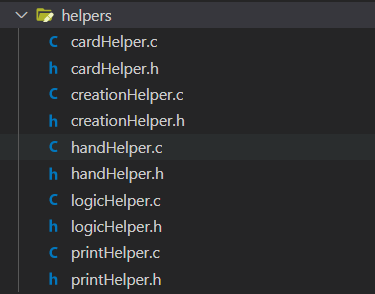 helpers
C cardHelper.c
h cardHelper.h
C creationHelper.c
h creationHelper.h
C handHelper.c
h handHelper.h
C logicHelper.c
h logicHelper.h
C printHelper.c
h printHelper.h